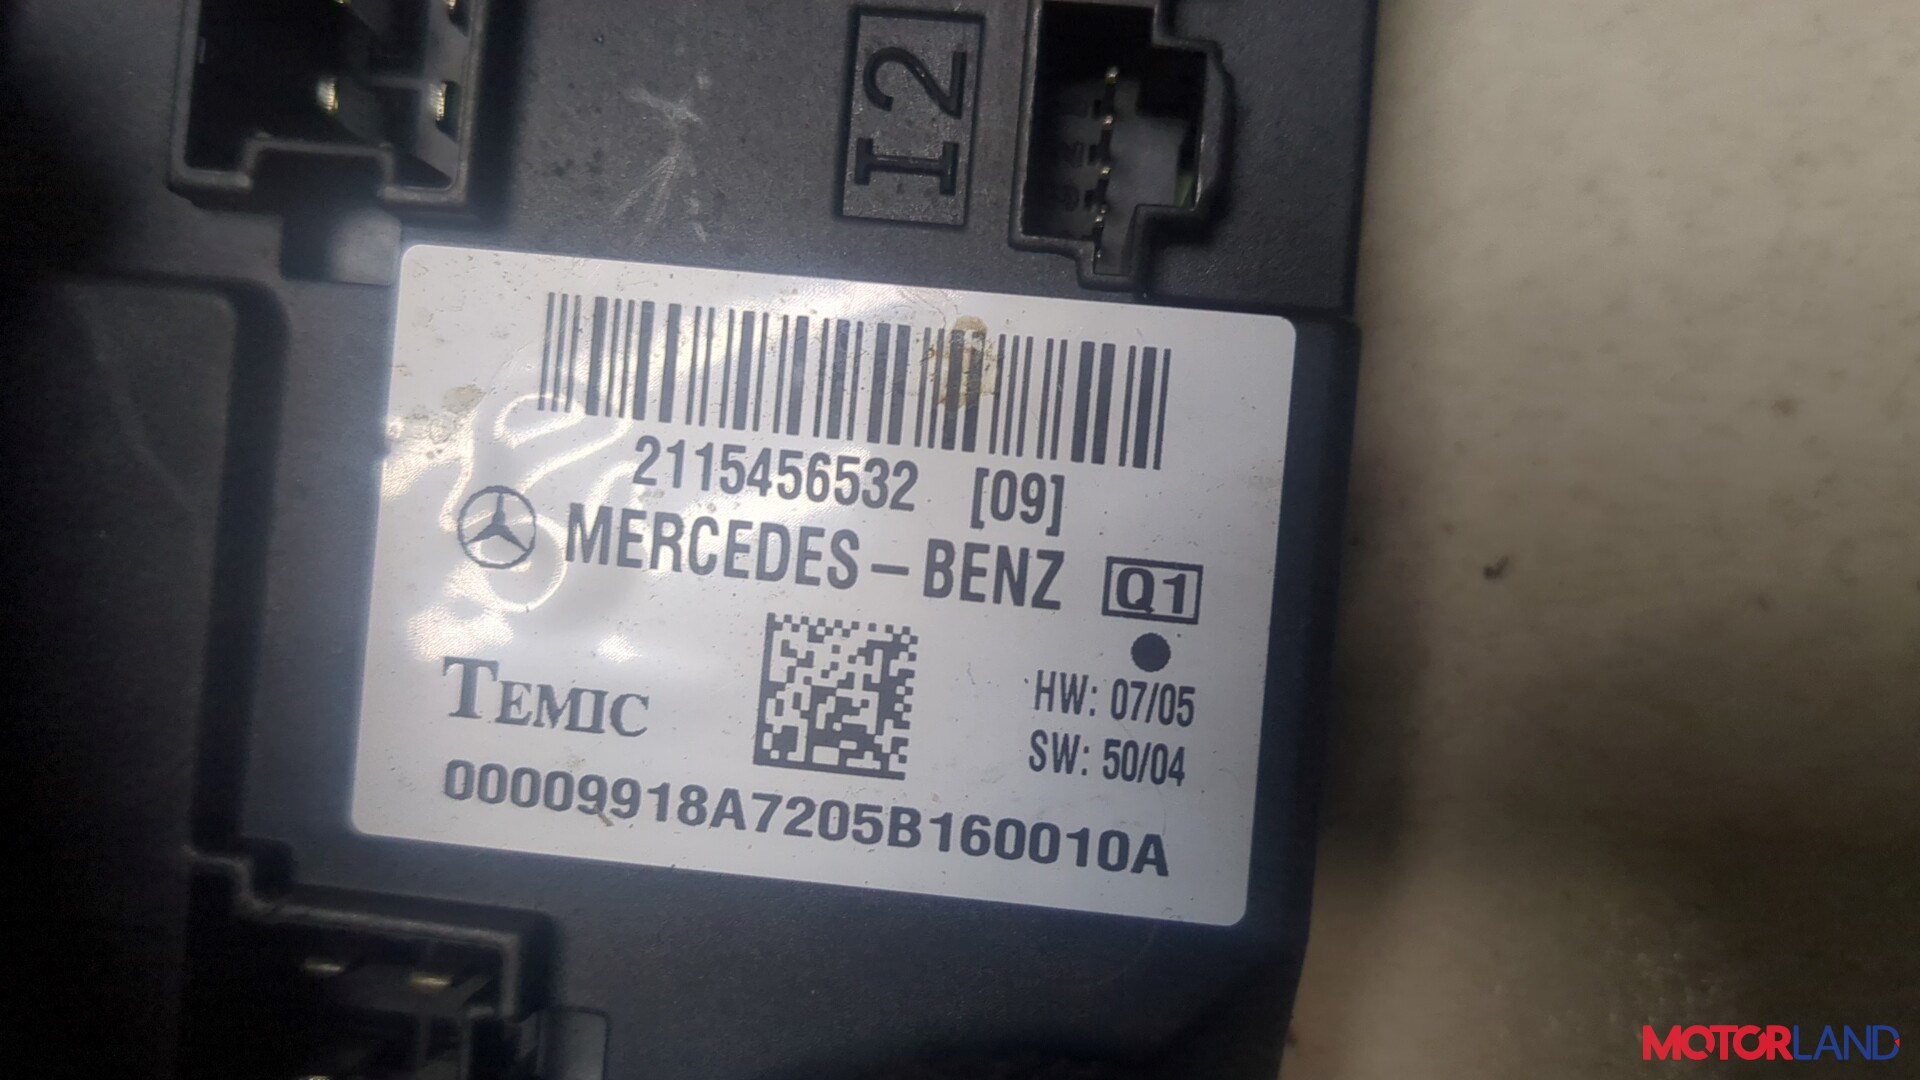 I2
2115456532 [09]
MERCEDES-BENZ Q1
TEMIC
HW: 07/05
SW: 50/04
00009918A7205B160010A
MOTORLAND